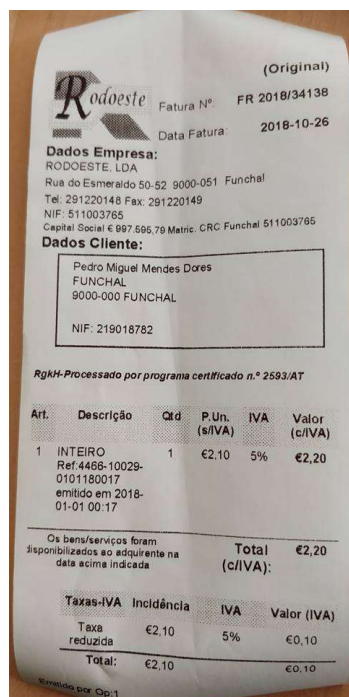 (Original)
Rodoeste
Fatura Nº: FR 2018/34138
Data Fatura: 2018-10-26
Dados Empresa:
RODOESTE, LDA
Rua do Esmeraldo 50-52 9000-051 Funchal
Tel: 291220148 Fax: 291220149
NIF: 511003765
Capital Social € 997.595,79 Matric. CRC Funchal 511003765
Dados Cliente:
Pedro Miguel Mendes Dores
FUNCHAL
9000-000 FUNCHAL
NIF: 219018782
RgkH-Processado por programa certificado n.º 2593/AT
Art. Descrição Qtd P.Un. IVA Valor
(s/IVA) (c/IVA)
1 INTEIRO 1 €2,10 5% €2,20
Ref:4466-10029-
0101180017
emitido em 2018-
01-01 00:17
Os bens/serviços foram
disponibilizados ao adquirente na
data acima indicada
Total €2,20
(c/IVA):
Taxas-IVA Incidência IVA Valor (IVA)
Taxa
reduzida €2,10 5% €0,10
Total: €2,10 €0,10
Emitido por Op:1